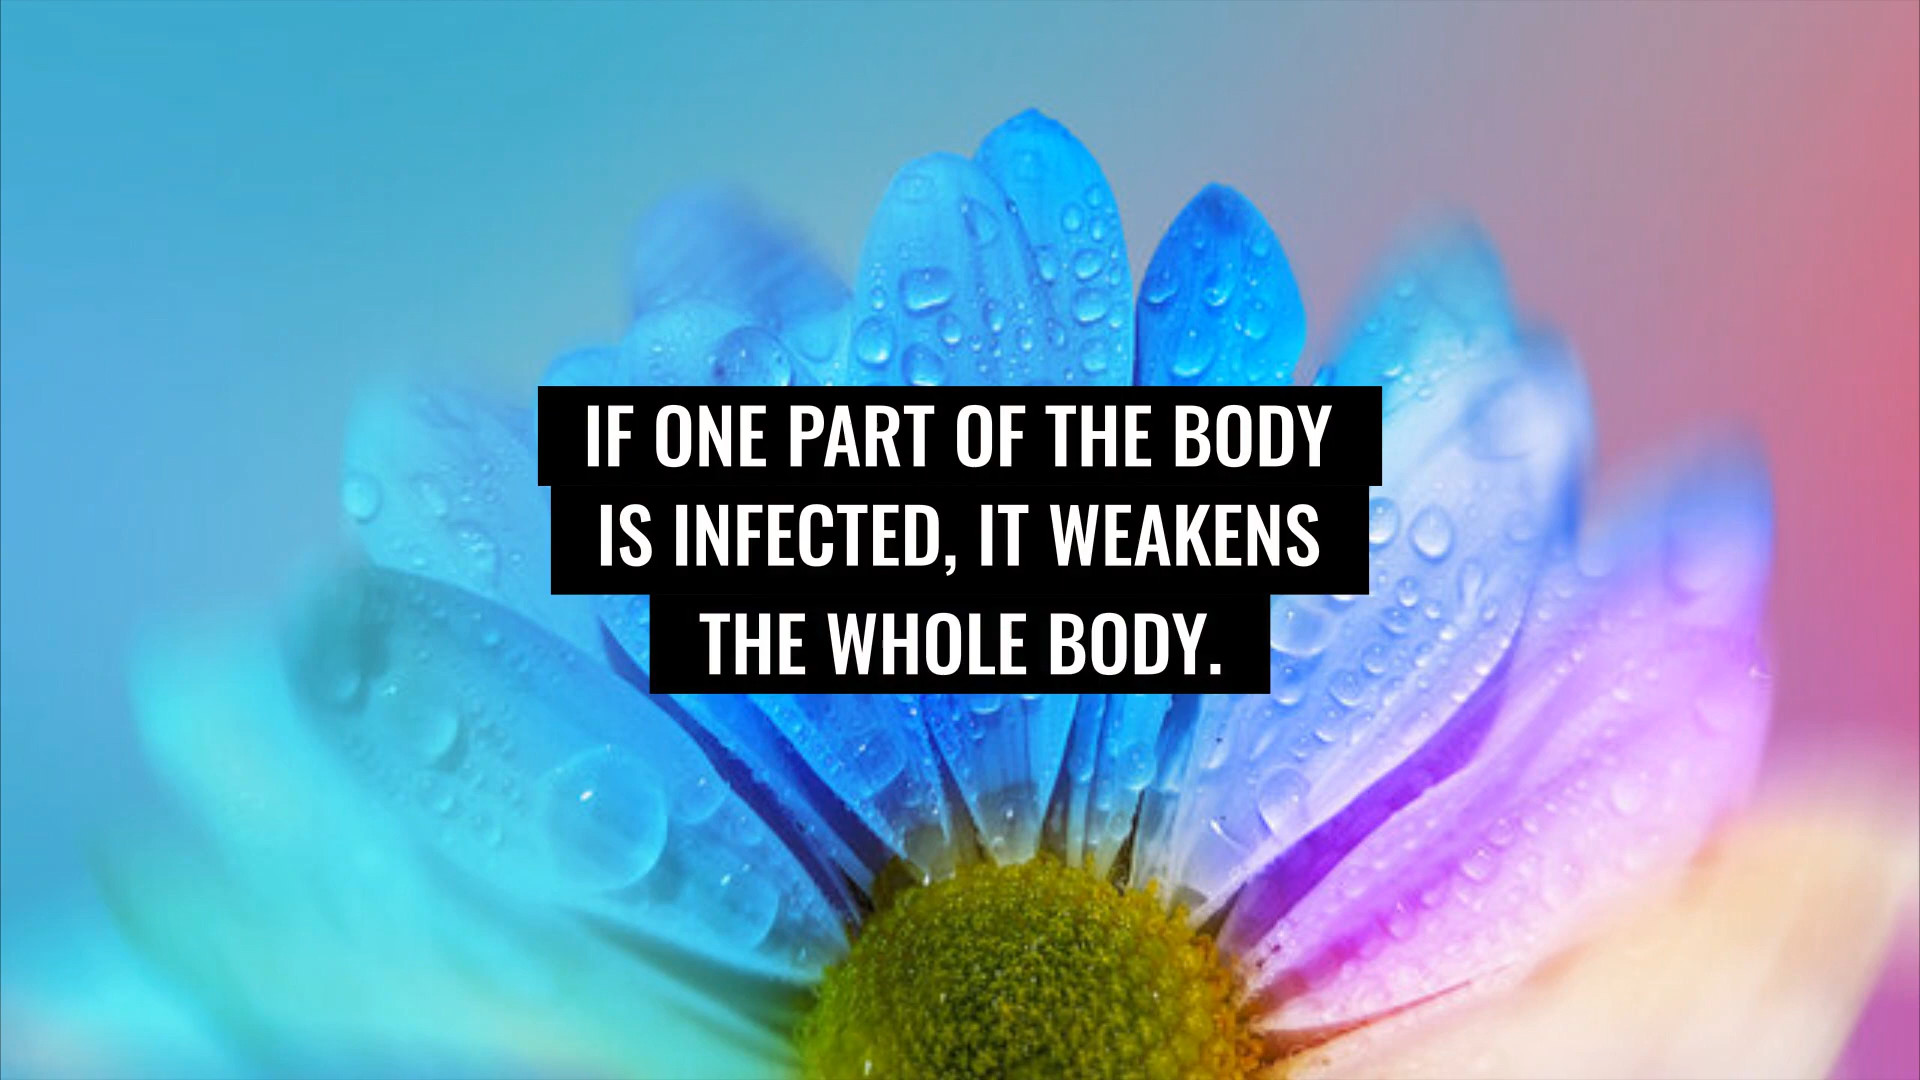 IF ONE PART OF THE BODY
IS INFECTED, IT WEAKENS
THE WHOLE BODY.